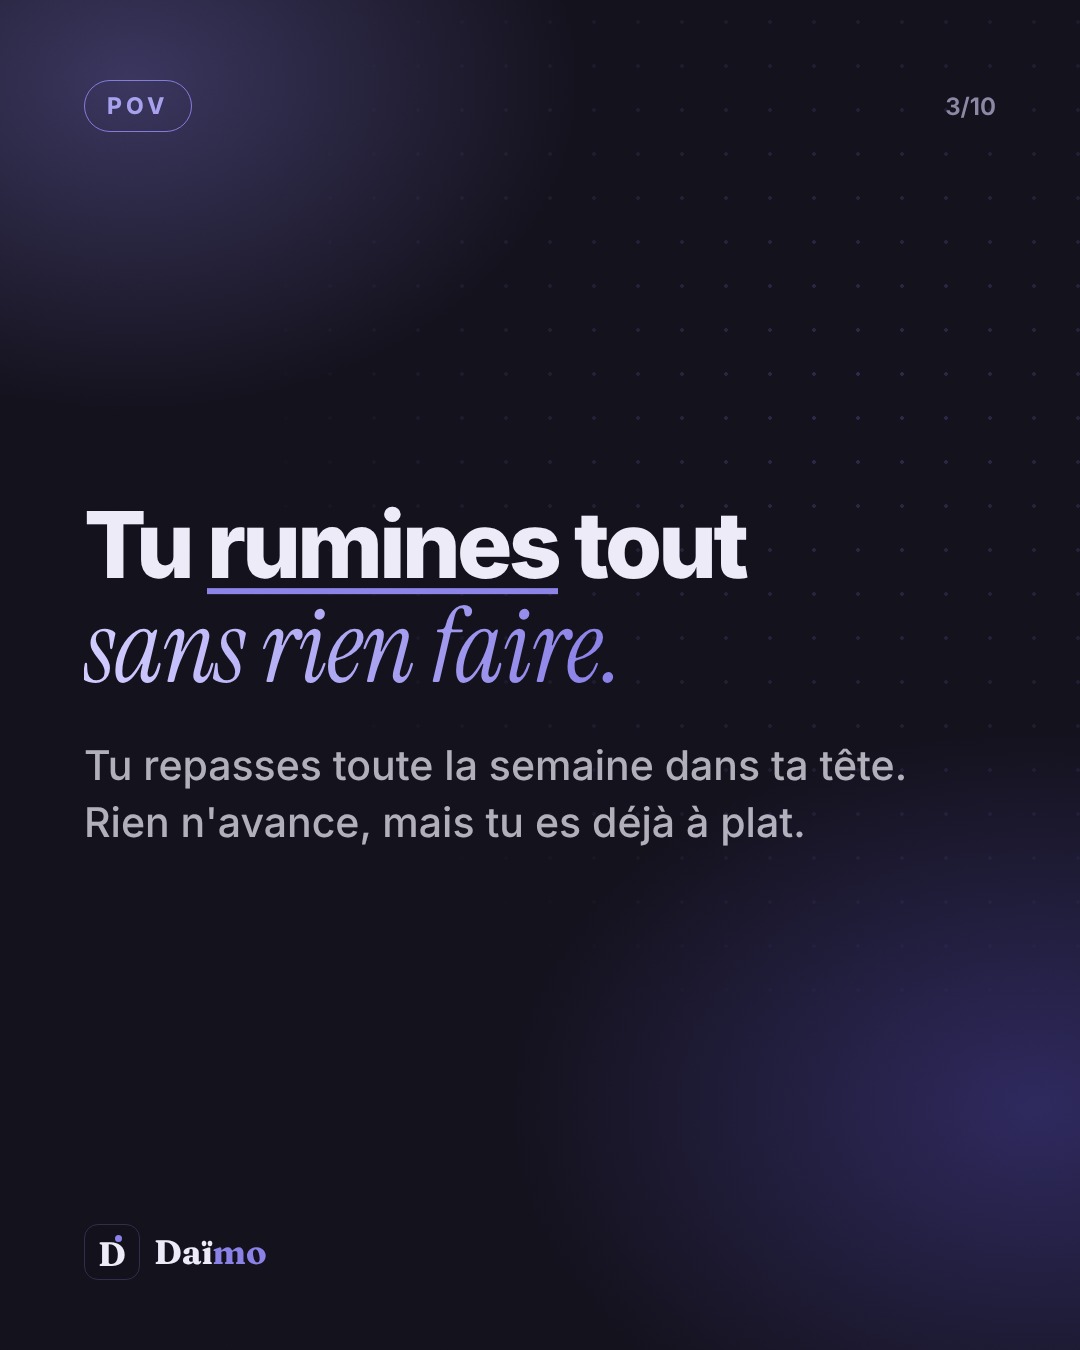 POV
3/10
Tu rumines tout
sans rien faire.
Tu repasses toute la semaine dans ta tête.
Rien n'avance, mais tu es déjà à plat.
D Daïmo